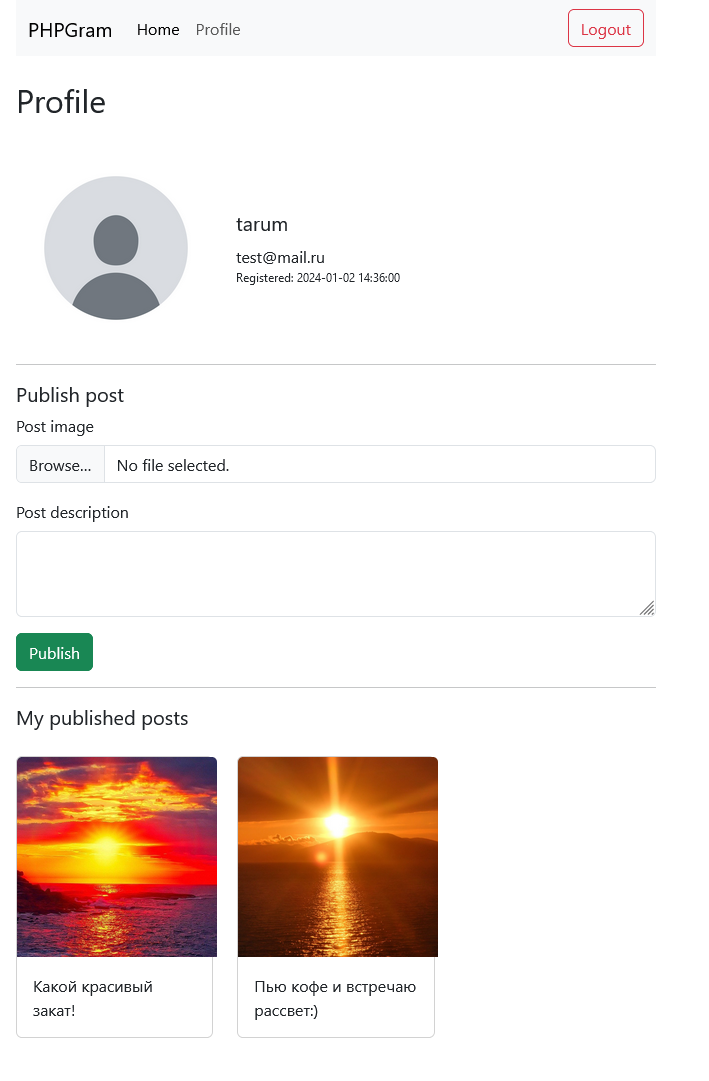 PHPGram Home Profile Logout
Profile
tarum
test@mail.ru
Registered: 2024-01-02 14:36:00
Publish post
Post image
Browse... No file selected.
Post description
Publish
My published posts
Какой красивый
закат!
Пью кофе и встречаю
рассвет:)